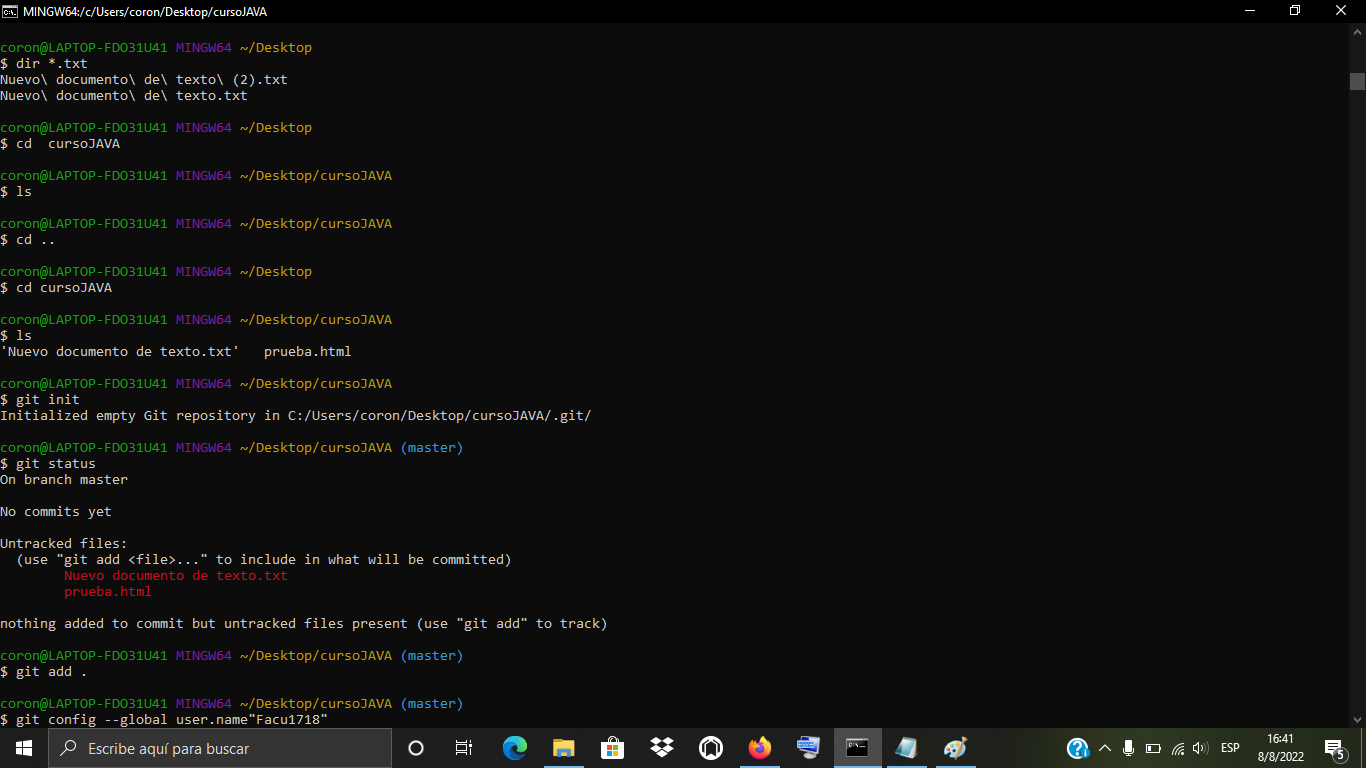 MINGW64:/c/Users/coron/Desktop/cursoJAVA
coron@LAPTOP-FDO31U41 MINGW64 ~/Desktop
$ dir *.txt
Nuevo\ documento\ de\ texto\ (2).txt
Nuevo\ documento\ de\ texto.txt
coron@LAPTOP-FDO31U41 MINGW64 ~/Desktop
$ cd  cursoJAVA
coron@LAPTOP-FDO31U41 MINGW64 ~/Desktop/cursoJAVA
$ ls
coron@LAPTOP-FDO31U41 MINGW64 ~/Desktop/cursoJAVA
$ cd ..
coron@LAPTOP-FDO31U41 MINGW64 ~/Desktop
$ cd cursoJAVA
coron@LAPTOP-FDO31U41 MINGW64 ~/Desktop/cursoJAVA
$ ls
'Nuevo documento de texto.txt'   prueba.html
coron@LAPTOP-FDO31U41 MINGW64 ~/Desktop/cursoJAVA
$ git init
Initialized empty Git repository in C:/Users/coron/Desktop/cursoJAVA/.git/
coron@LAPTOP-FDO31U41 MINGW64 ~/Desktop/cursoJAVA (master)
$ git status
On branch master
No commits yet
Untracked files:
  (use "git add <file>..." to include in what will be committed)
        Nuevo documento de texto.txt
        prueba.html
nothing added to commit but untracked files present (use "git add" to track)
coron@LAPTOP-FDO31U41 MINGW64 ~/Desktop/cursoJAVA (master)
$ git add .
coron@LAPTOP-FDO31U41 MINGW64 ~/Desktop/cursoJAVA (master)
$ git config --global user.name"Facu1718"
Escribe aquí para buscar
ESP
16:41
8/8/2022
5